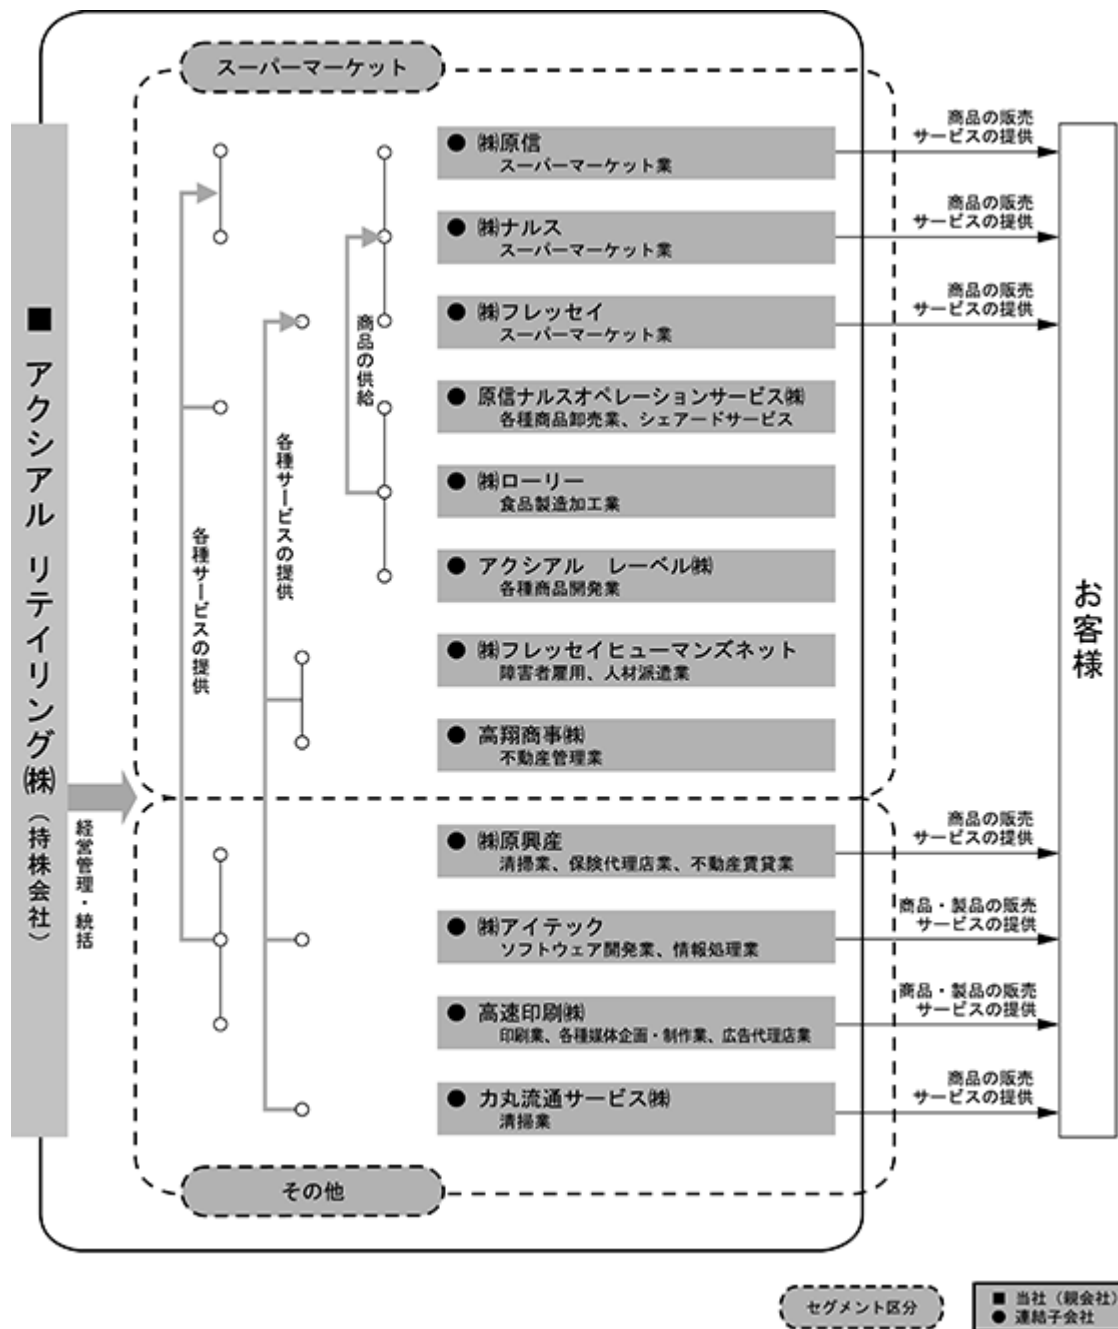 スーパーマーケット
■ アクシアル リテイリング㈱（持株会社）
経営管理・統括
各種サービスの提供
各種サービスの提供
商品の供給
● ㈱原信
スーパーマーケット業
商品の販売
サービスの提供
● ㈱ナルス
スーパーマーケット業
商品の販売
サービスの提供
● ㈱フレッセイ
スーパーマーケット業
商品の販売
サービスの提供
● 原信ナルスオペレーションサービス㈱
各種商品卸売業、シェアードサービス
● ㈱ローリー
食品製造加工業
● アクシアル　レーベル㈱
各種商品開発業
● ㈱フレッセイヒューマンズネット
障害者雇用、人材派遣業
● 高翔商事㈱
不動産管理業
● ㈱原興産
清掃業、保険代理店業、不動産賃貸業
商品の販売
サービスの提供
● ㈱アイテック
ソフトウェア開発業、情報処理業
商品・製品の販売
サービスの提供
● 高速印刷㈱
印刷業、各種媒体企画・制作業、広告代理店業
商品・製品の販売
サービスの提供
● 力丸流通サービス㈱
清掃業
商品の販売
サービスの提供
お客様
その他
セグメント区分
■ 当社（親会社）
● 連結子会社